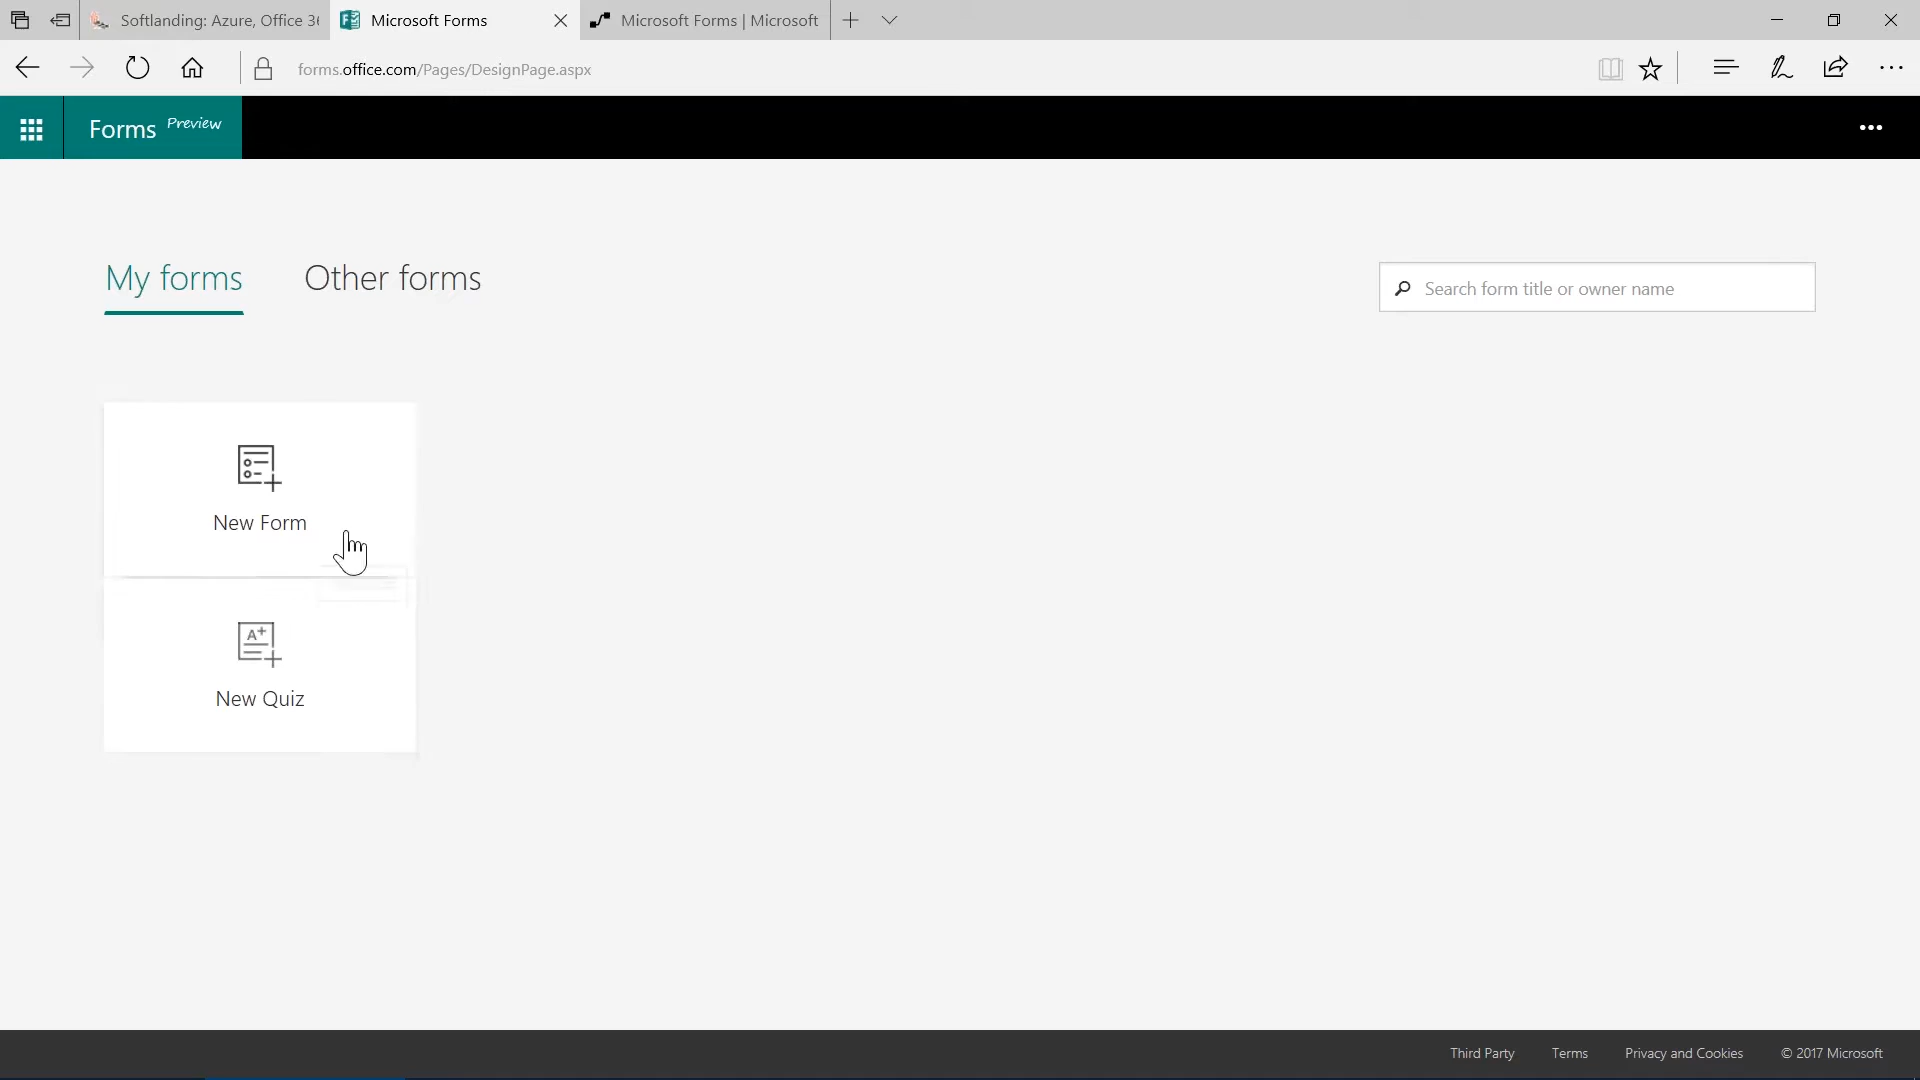 Softlanding: Azure, Office 36
Microsoft Forms
Microsoft Forms | Microsoft
forms.office.com/Pages/DesignPage.aspx
Forms Preview
My forms
Other forms
Search form title or owner name
New Form
A+
New Quiz
Third Party
Terms
Privacy and Cookies
© 2017 Microsoft